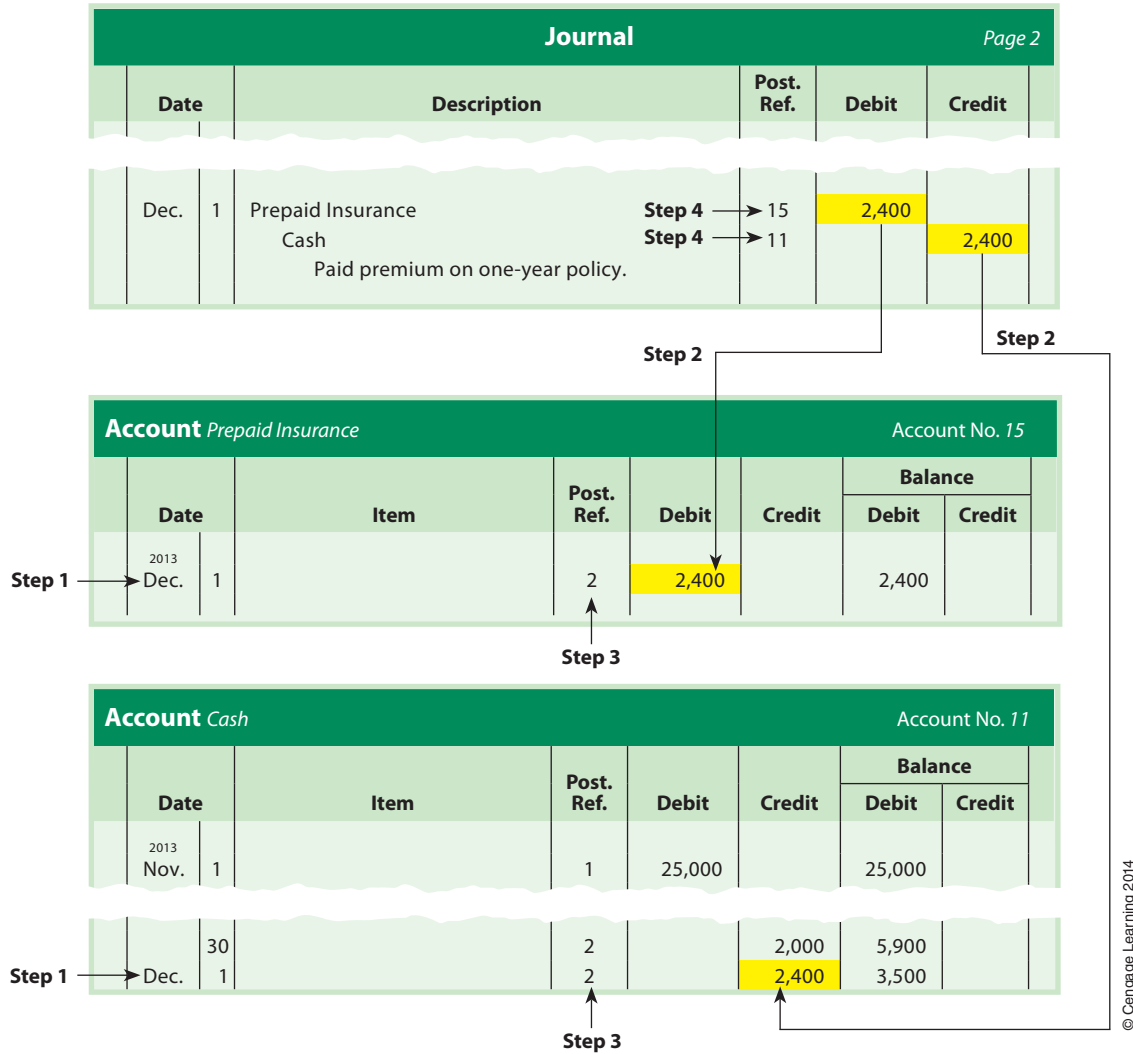 Journal Page 2
Date Description Post. Ref. Debit Credit
Dec. 1 Prepaid Insurance Step 4 15 2,400
Cash Step 4 11 2,400
Paid premium on one-year policy.
Step 2
Step 2
Account Prepaid Insurance Account No. 15
Balance
Date Item Post. Ref. Debit Credit Debit Credit
2013
Step 1 Dec. 1 2 2,400 2,400
Step 3
Account Cash Account No. 11
Balance
Date Item Post. Ref. Debit Credit Debit Credit
2013
Nov. 1 1 25,000 25,000
30 2 2,000 5,900
Step 1 Dec. 1 2 2,400 3,500
Step 3
© Cengage Learning 2014